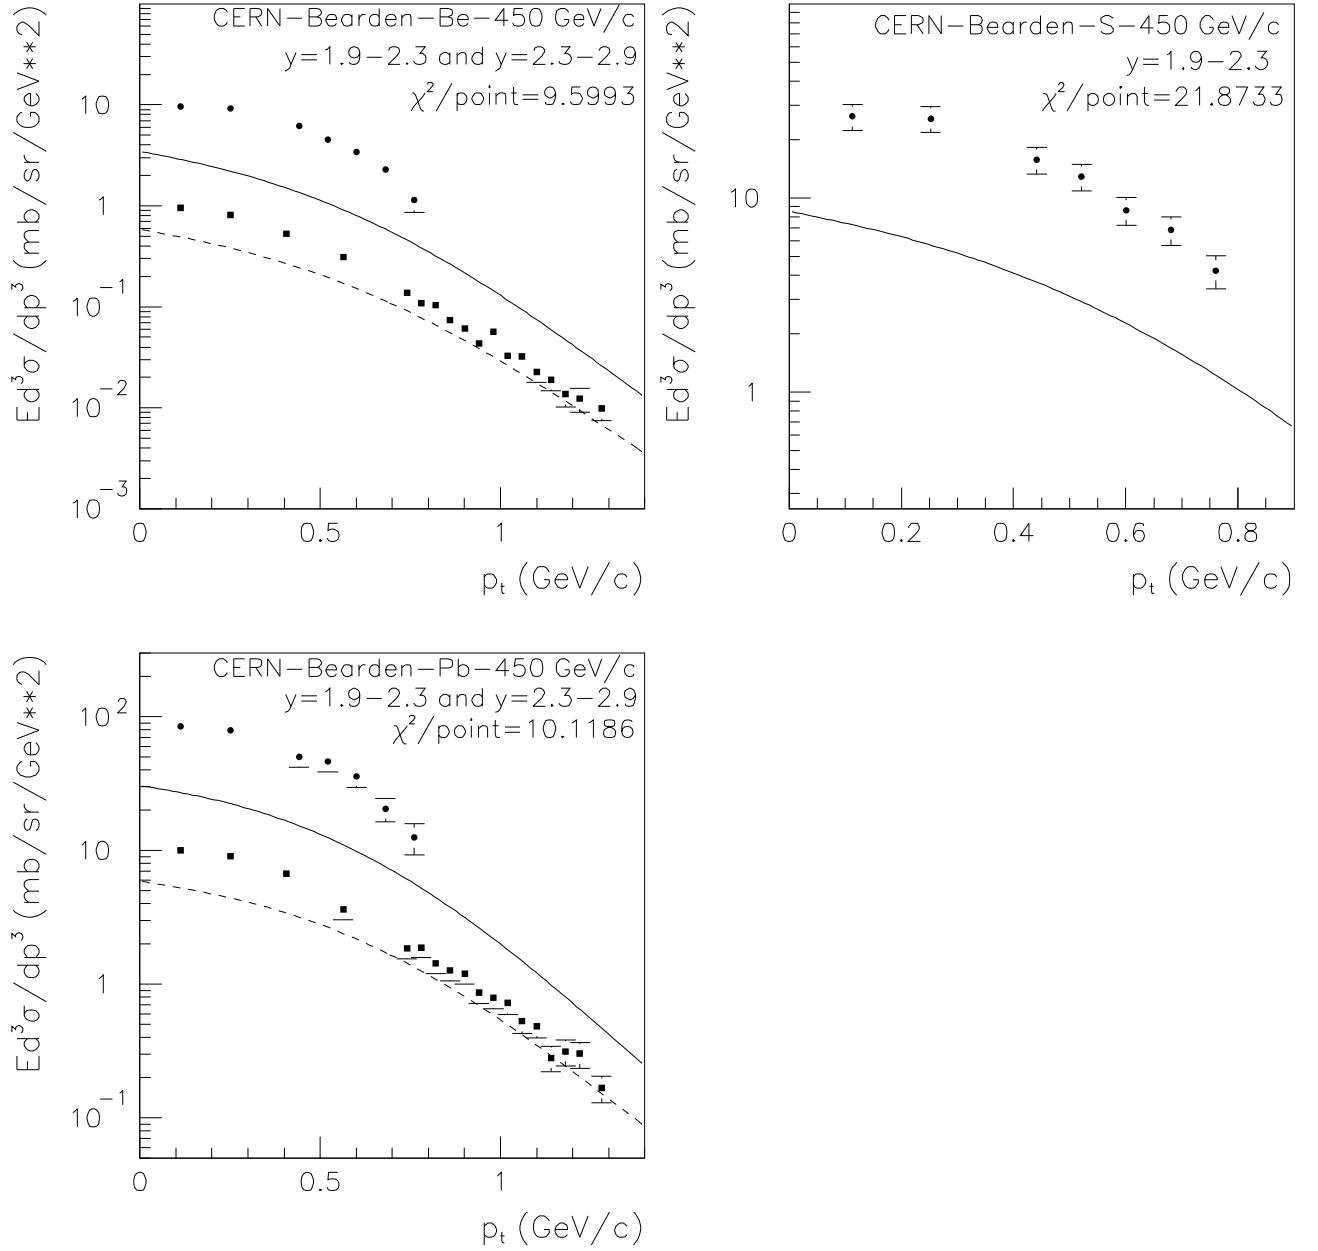 CERN−Bearden−Be−450 GeV/c
y=1.9−2.3 and y=2.3−2.9
χ²/point=9.5993
Ed³σ/dp³ (mb/sr/GeV**2)
10
1
10⁻¹
10⁻²
10⁻³
0 0.5 1
pₜ (GeV/c)
CERN−Bearden−S−450 GeV/c
y=1.9−2.3
χ²/point=21.8733
Ed³σ/dp³ (mb/sr/GeV**2)
10
1
0 0.2 0.4 0.6 0.8
pₜ (GeV/c)
CERN−Bearden−Pb−450 GeV/c
y=1.9−2.3 and y=2.3−2.9
χ²/point=10.1186
Ed³σ/dp³ (mb/sr/GeV**2)
10²
10
1
10⁻¹
0 0.5 1
pₜ (GeV/c)